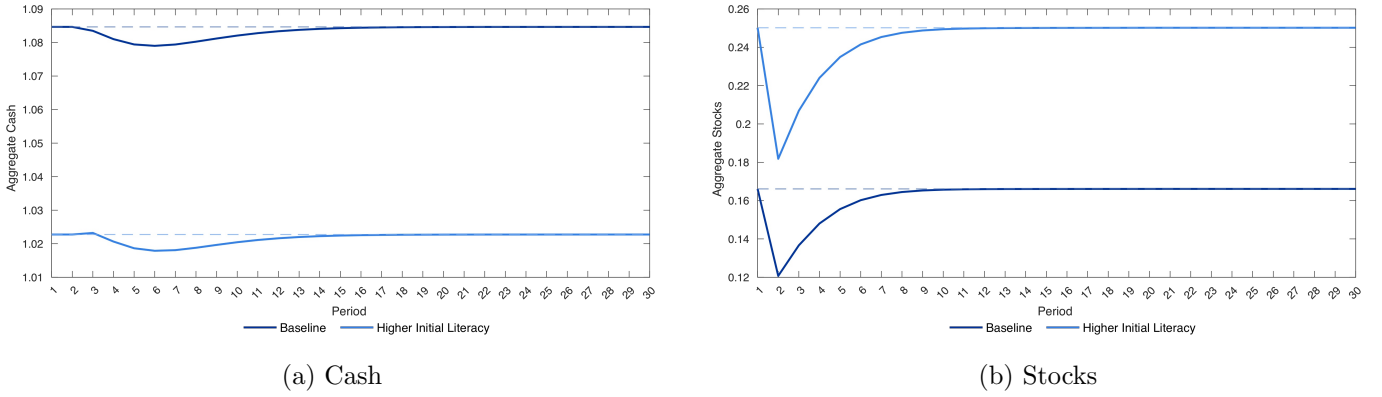 1.09
1.08
1.07
1.06
1.05
1.04
1.03
1.02
1.01
Aggregate Cash
1 2 3 4 5 6 7 8 9 10 11 12 13 14 15 16 17 18 19 20 21 22 23 24 25 26 27 28 29 30
Period
Baseline Higher Initial Literacy
(a) Cash
0.26
0.24
0.22
0.2
0.18
0.16
0.14
0.12
Aggregate Stocks
1 2 3 4 5 6 7 8 9 10 11 12 13 14 15 16 17 18 19 20 21 22 23 24 25 26 27 28 29 30
Period
Baseline Higher Initial Literacy
(b) Stocks